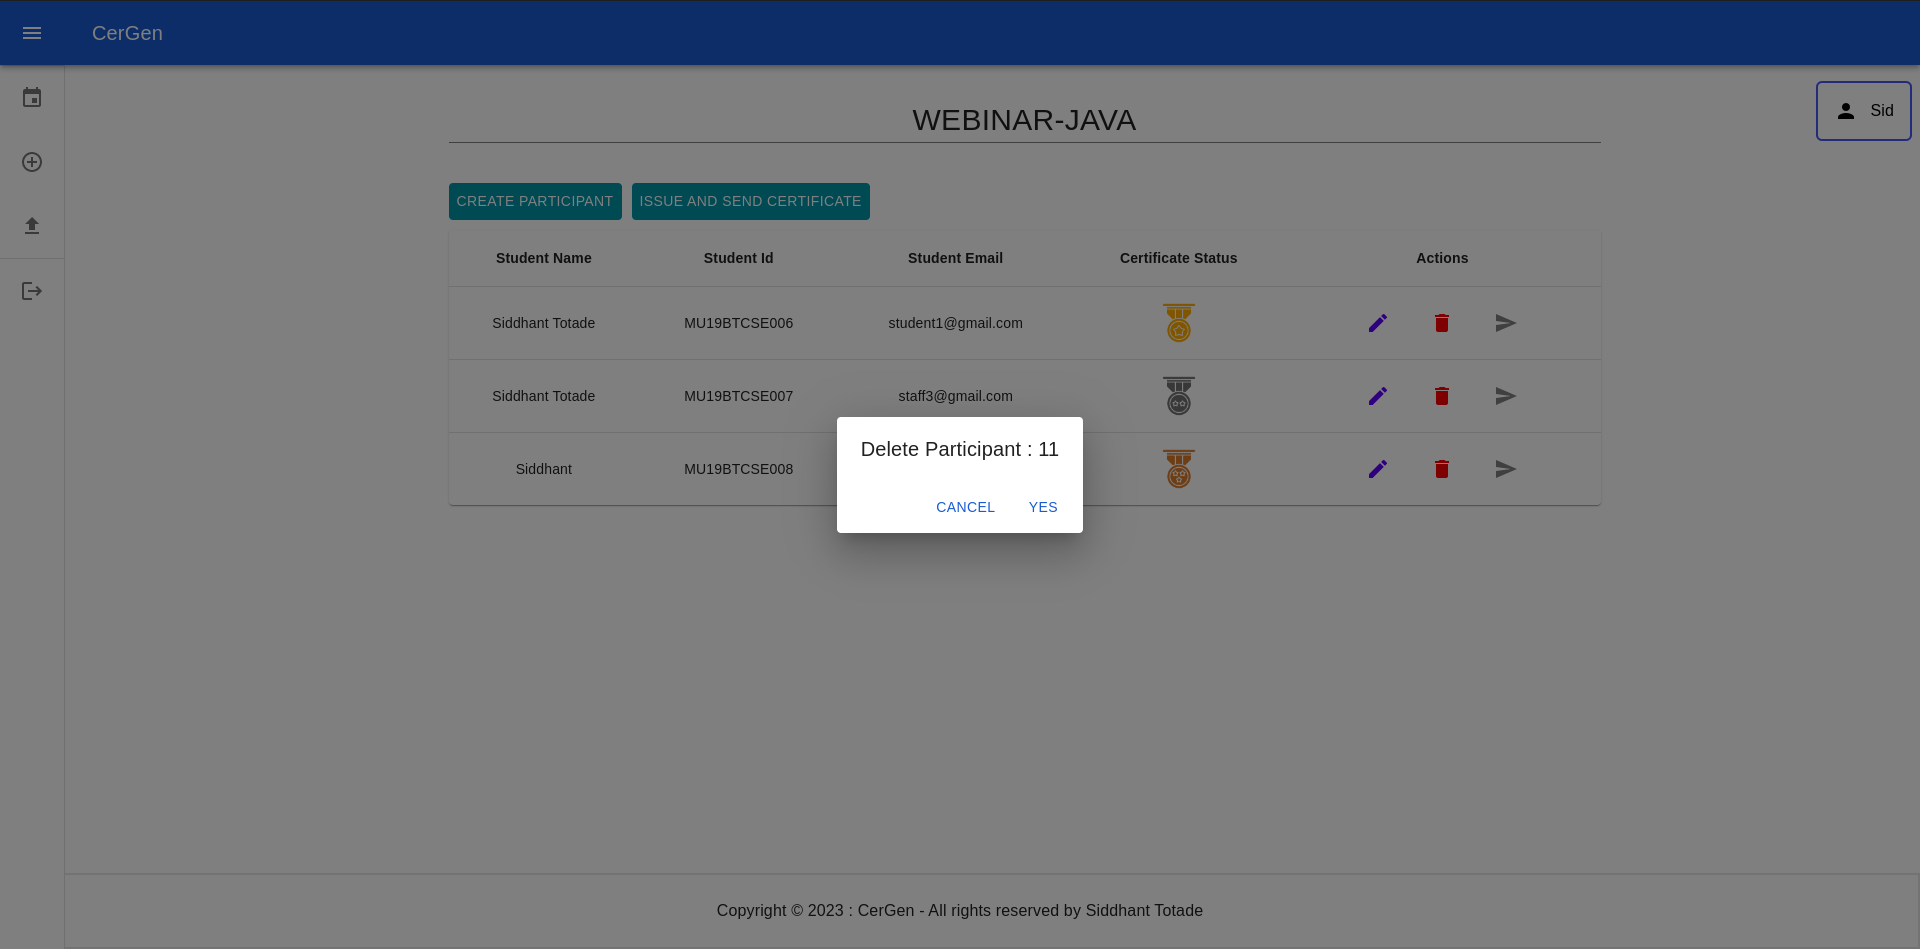 CerGen
Sid
WEBINAR-JAVA
CREATE PARTICIPANT ISSUE AND SEND CERTIFICATE
Student Name Student Id Student Email Certificate Status Actions
Siddhant Totade MU19BTCSE006 student1@gmail.com
Siddhant Totade MU19BTCSE007 staff3@gmail.com
Siddhant MU19BTCSE008
Delete Participant : 11
CANCEL YES
Copyright © 2023 : CerGen - All rights reserved by Siddhant Totade